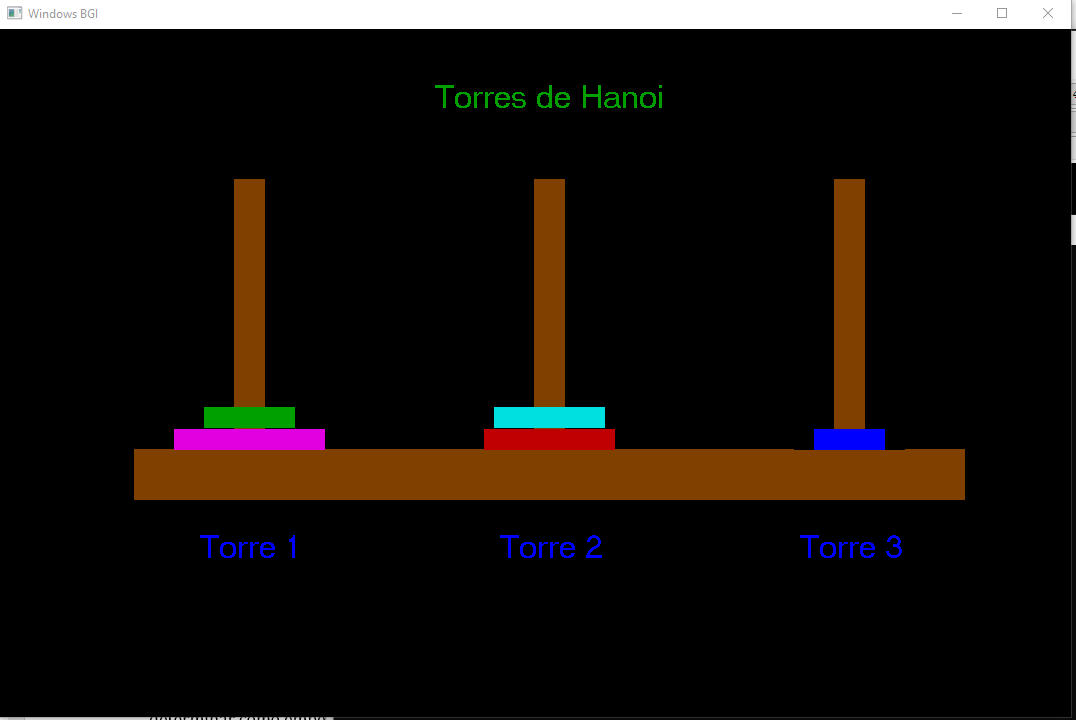 Windows BGI
Torres de Hanoi
Torre 1
Torre 2
Torre 3